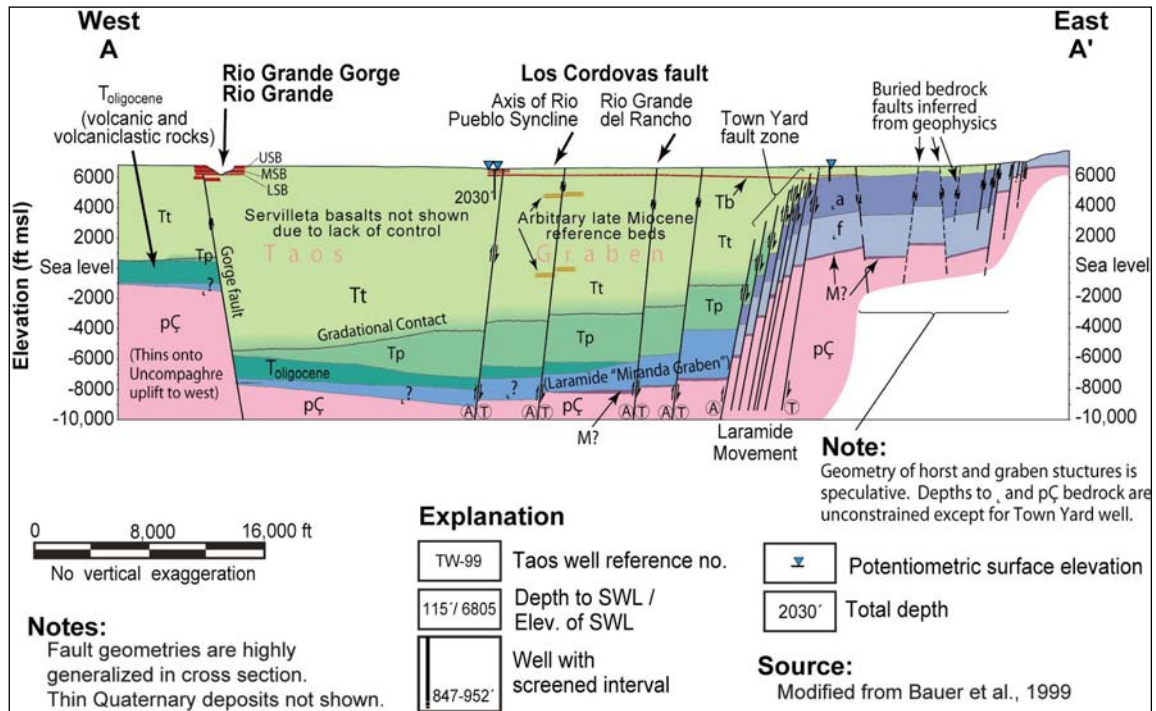 West
A
East
A'
Rio Grande Gorge
Rio Grande
Los Cordovas fault
Toligocene
(volcanic and
volcaniclastic rocks)
Axis of Rio
Pueblo Syncline
Rio Grande
del Rancho
Town Yard
fault zone
Buried bedrock
faults inferred
from geophysics
USB
MSB
LSB
Elevation (ft msl)
6000
4000
2000
Sea level
-2000
-4000
-6000
-8000
-10,000
6000
4000
2000
Sea level
-2000
-4000
-6000
-8000
-10,000
2030´
Servilleta basalts not shown
due to lack of control
Arbitrary late Miocene
reference beds
Taos Graben
Tt
Tt
Tt
Tt
Tb
Tp
Tp
Tp
Tp
Gorge fault
Gradational Contact
Toligocene
˛?
˛?
˛a
˛f
M?
M?
(Laramide "Miranda Graben")
pÇ
pÇ
pÇ
pÇ
(Thins onto
Uncompaghre
uplift to west)
A T
A T
A T
A T
A
T
Laramide
Movement
Note:
Geometry of horst and graben stuctures is
speculative. Depths to ˛ and pÇ bedrock are
unconstrained except for Town Yard well.
0 8,000 16,000 ft
No vertical exaggeration
Notes:
Fault geometries are highly
generalized in cross section.
Thin Quaternary deposits not shown.
Explanation
TW-99 Taos well reference no.
115´/ 6805 Depth to SWL /
Elev. of SWL
847-952´ Well with
screened interval
Potentiometric surface elevation
2030´ Total depth
Source:
Modified from Bauer et al., 1999